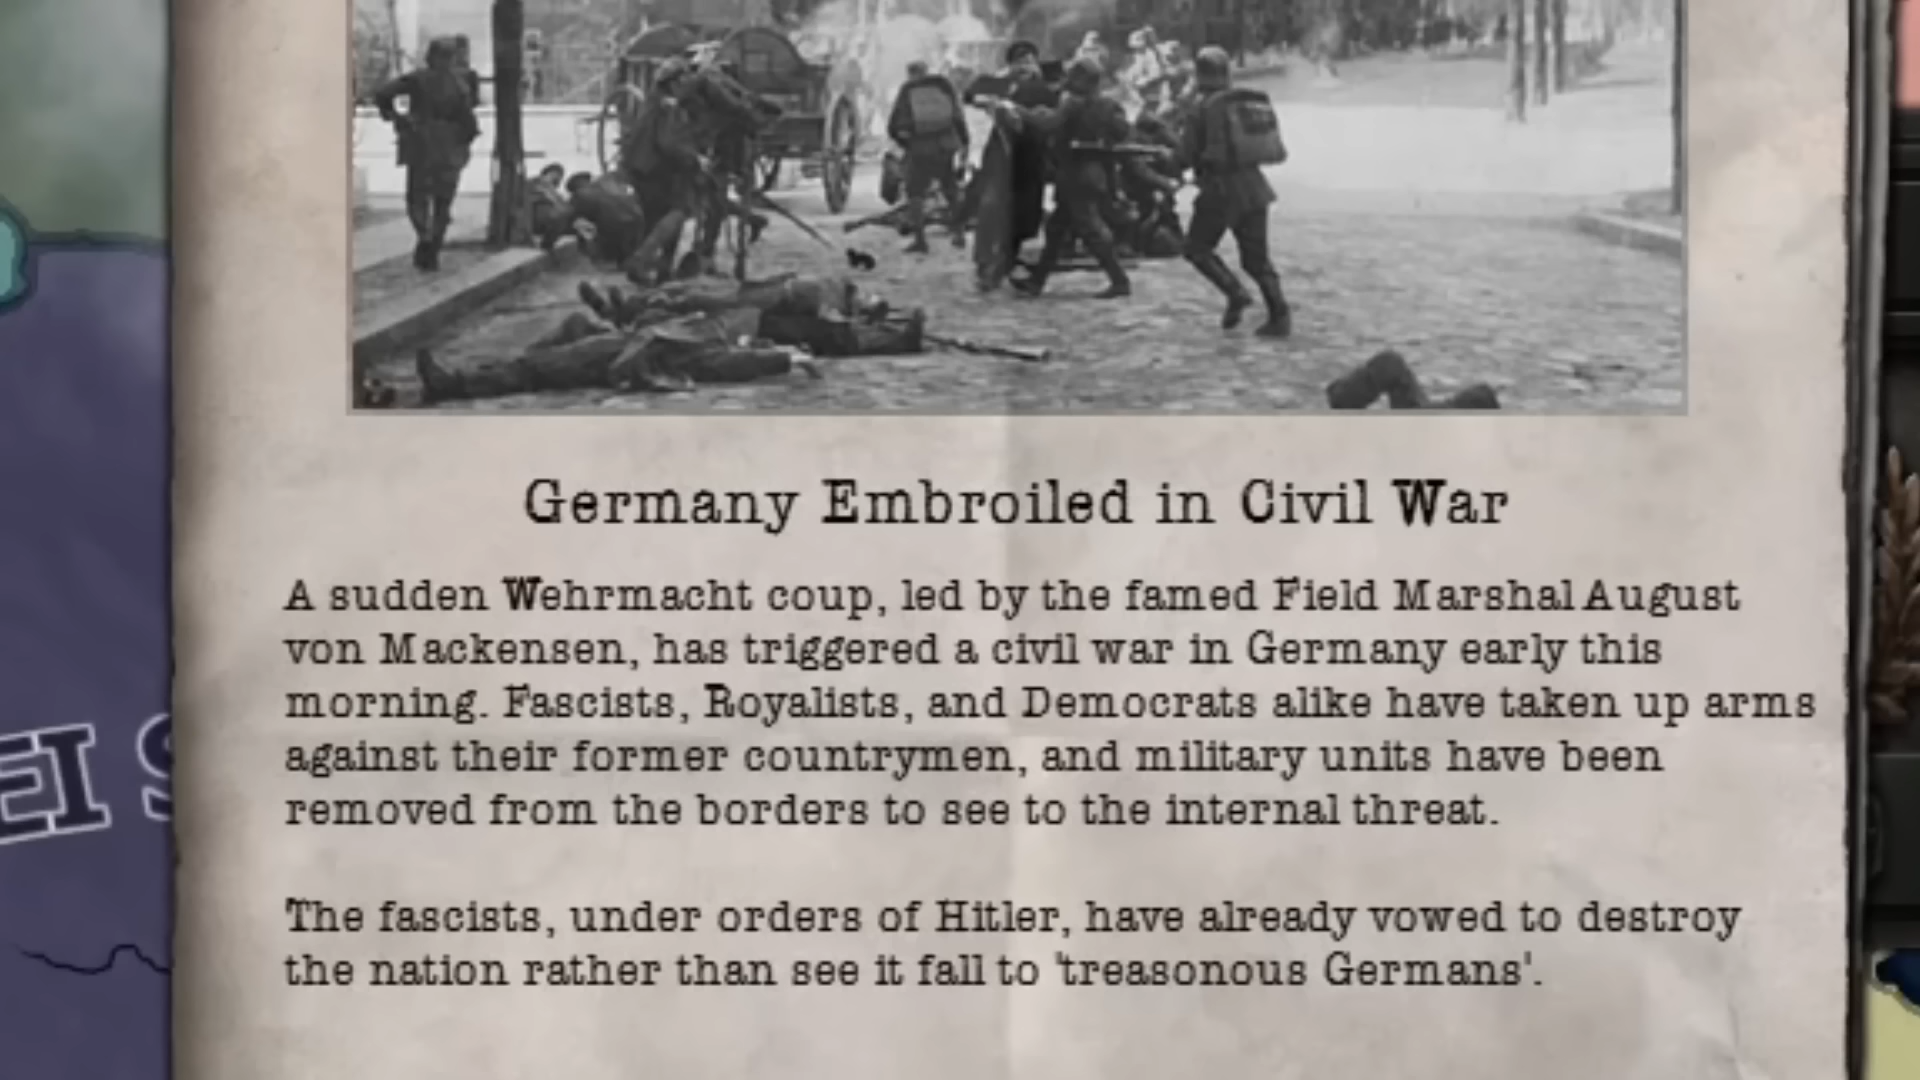 Germany Embroiled in Civil War
A sudden Wehrmacht coup, led by the famed Field Marshal August
von Mackensen, has triggered a civil war in Germany early this
morning. Fascists, Royalists, and Democrats alike have taken up arms
against their former countrymen, and military units have been
removed from the borders to see to the internal threat.
The fascists, under orders of Hitler, have already vowed to destroy
the nation rather than see it fall to 'treasonous Germans'.
EI S